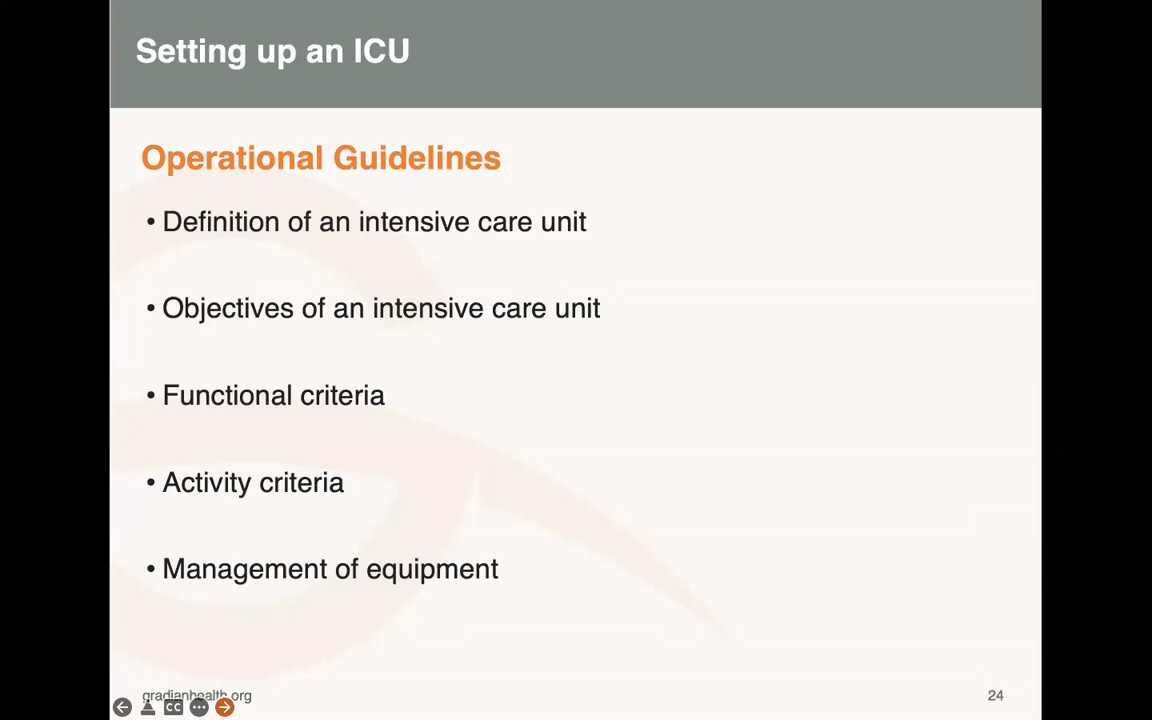 Setting up an ICU
Operational Guidelines
• Definition of an intensive care unit
• Objectives of an intensive care unit
• Functional criteria
• Activity criteria
• Management of equipment
gradianhealth.org
24
CC